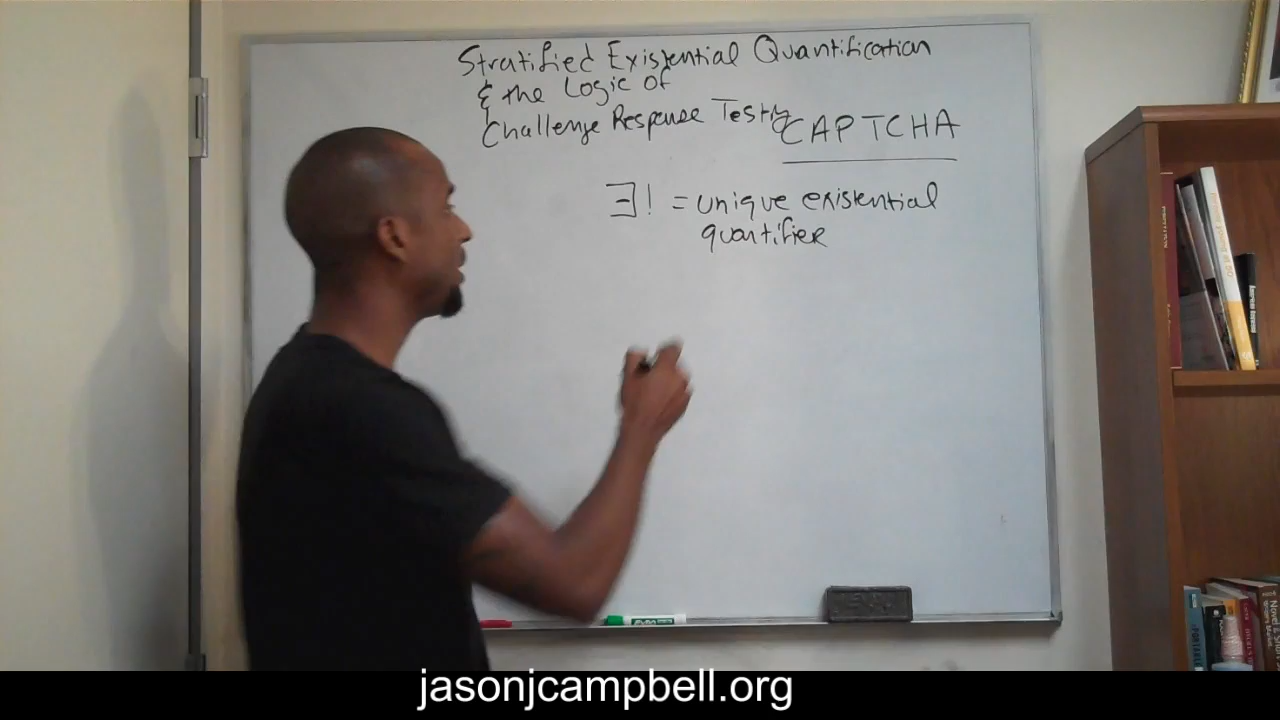 Stratified Existential Quantification
& the Logic of
Challenge Response Testing CAPTCHA
∃! = unique existential
quantifier
jasonjcampbell.org